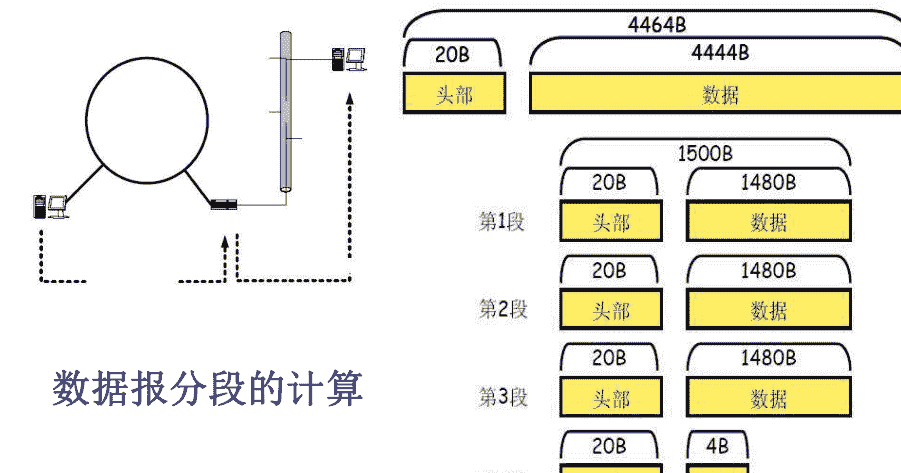 4464B
20B 4444B
头部 数据
1500B
20B 1480B
第1段 头部 数据
20B 1480B
第2段 头部 数据
20B 1480B
第3段 头部 数据
20B 4B
数据报分段的计算